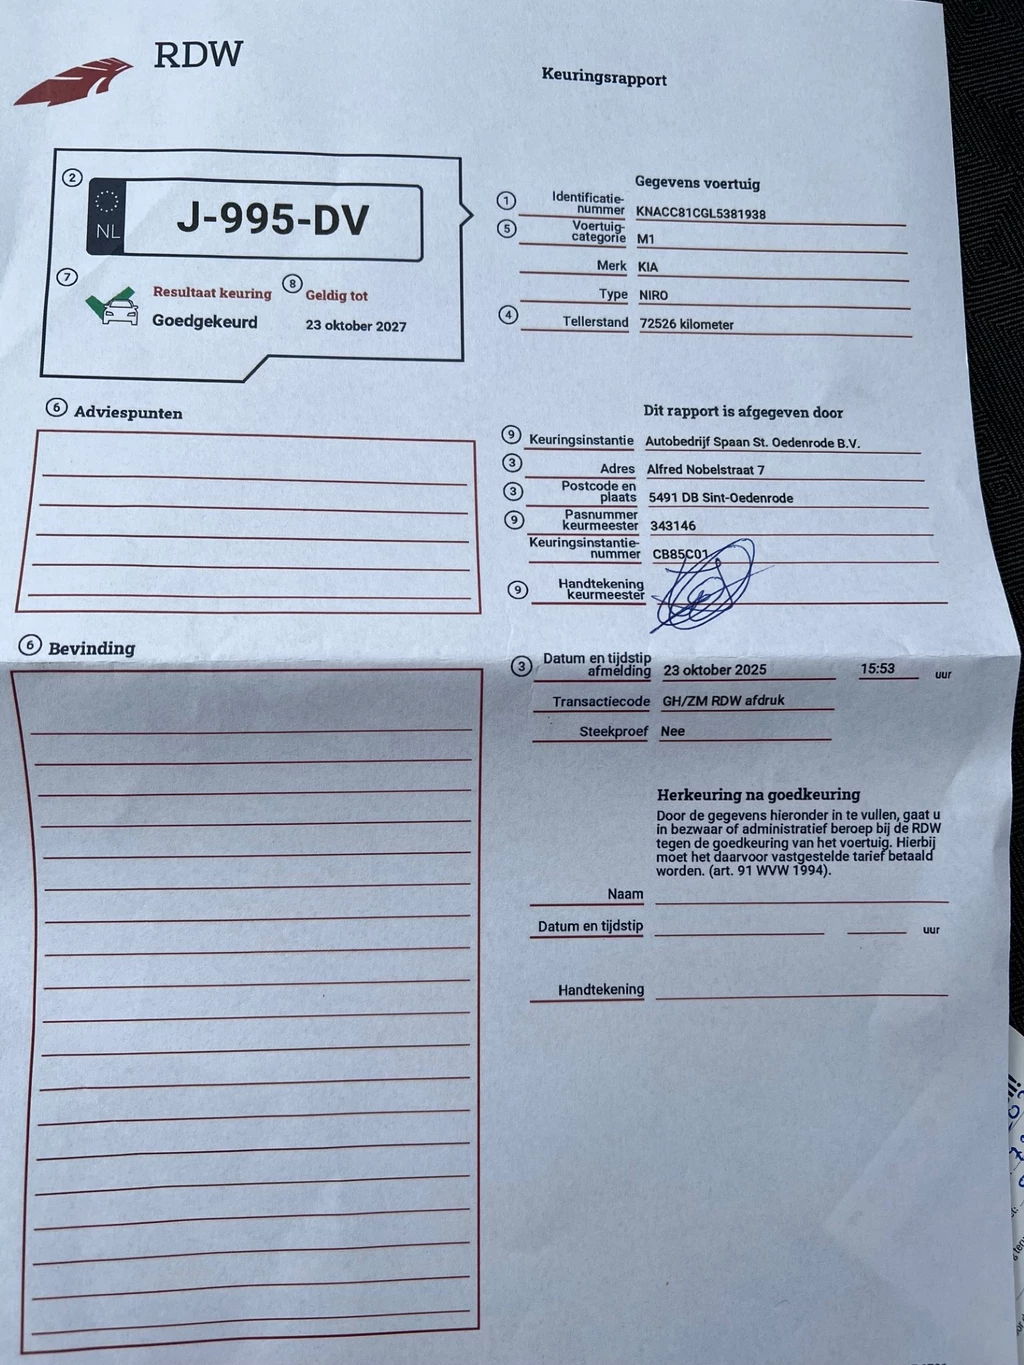 RDW
Keuringsrapport
2
NL
J-995-DV
7
Resultaat keuring
Goedgekeurd
8
Geldig tot
23 oktober 2027
Gegevens voertuig
1 Identificatie-
nummer KNACC81CGL5381938
5 Voertuig-
categorie M1
Merk KIA
Type NIRO
4 Tellerstand 72526 kilometer
6 Adviespunten
Dit rapport is afgegeven door
9 Keuringsinstantie Autobedrijf Spaan St. Oedenrode B.V.
3 Adres Alfred Nobelstraat 7
3 Postcode en
plaats 5491 DB Sint-Oedenrode
9 Pasnummer
keurmeester 343146
Keuringsinstantie-
nummer CB85C01
9 Handtekening
keurmeester
6 Bevinding
3 Datum en tijdstip
afmelding 23 oktober 2025 15:53 uur
Transactiecode GH/ZM RDW afdruk
Steekproef Nee
Herkeuring na goedkeuring
Door de gegevens hieronder in te vullen, gaat u
in bezwaar of administratief beroep bij de RDW
tegen de goedkeuring van het voertuig. Hierbij
moet het daarvoor vastgestelde tarief betaald
worden. (art. 91 WVW 1994).
Naam
Datum en tijdstip uur
Handtekening